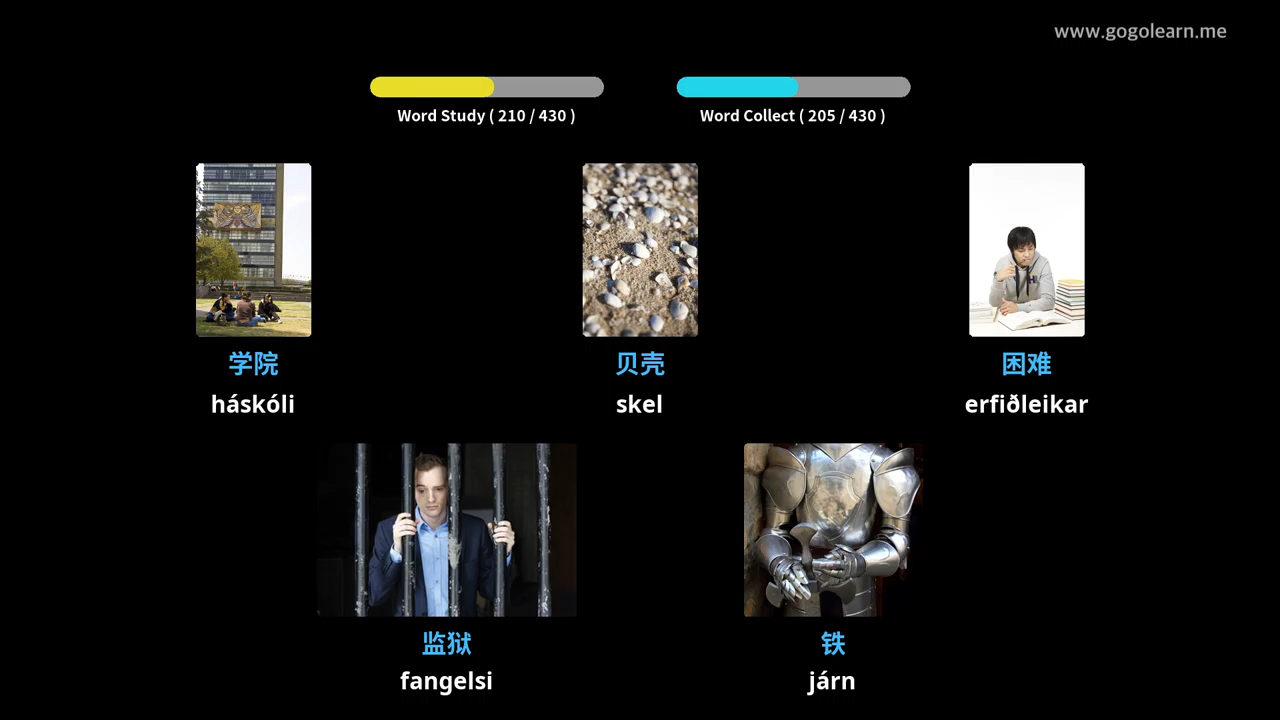 www.gogolearn.me
Word Study ( 210 / 430 )
Word Collect ( 205 / 430 )
学院
贝壳
困难
háskóli
skel
erfiðleikar
监狱
铁
fangelsi
járn